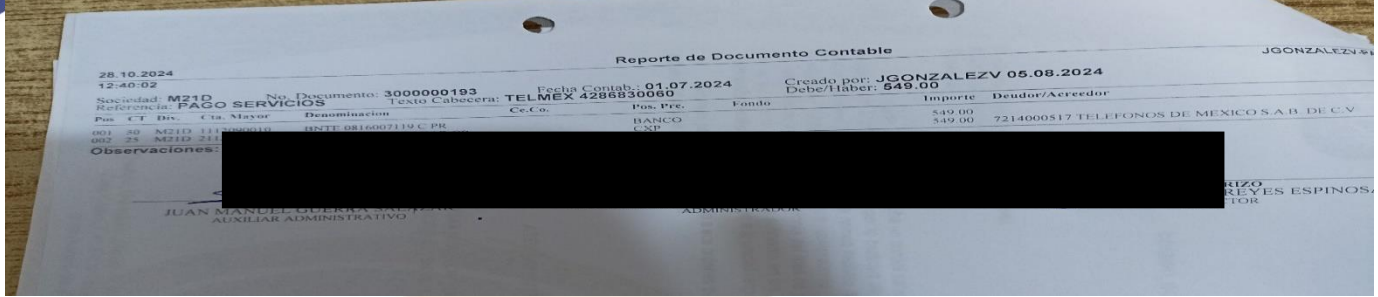 Reporte de Documento Contable
JGONZALEZV
28.10.2024
12:40:02
Sociedad: M21D No. Documento: 3000000193 Fecha Contab.: 01.07.2024 Creado por: JGONZALEZV 05.08.2024
Referencia: PAGO SERVICIOS Texto Cabecera: TELMEX 4286830060 Debe/Haber: 549.00
Pos CT Div. Cta. Mayor Denominacion Ce.Co. Pos. Pre. Fondo Importe Deudor/Acreedor
001 50 M21D BNTE 0816007119 C PR BANCO 549.00
002 25 M21D CXP 549.00 7214000517 TELEFONOS DE MEXICO S.A.B. DE C.V
Observaciones:
JUAN MANUEL GUERRA SALAZAR
AUXILIAR ADMINISTRATIVO
ADMINISTRADOR
RIZO
REYES ESPINOSA
TOR